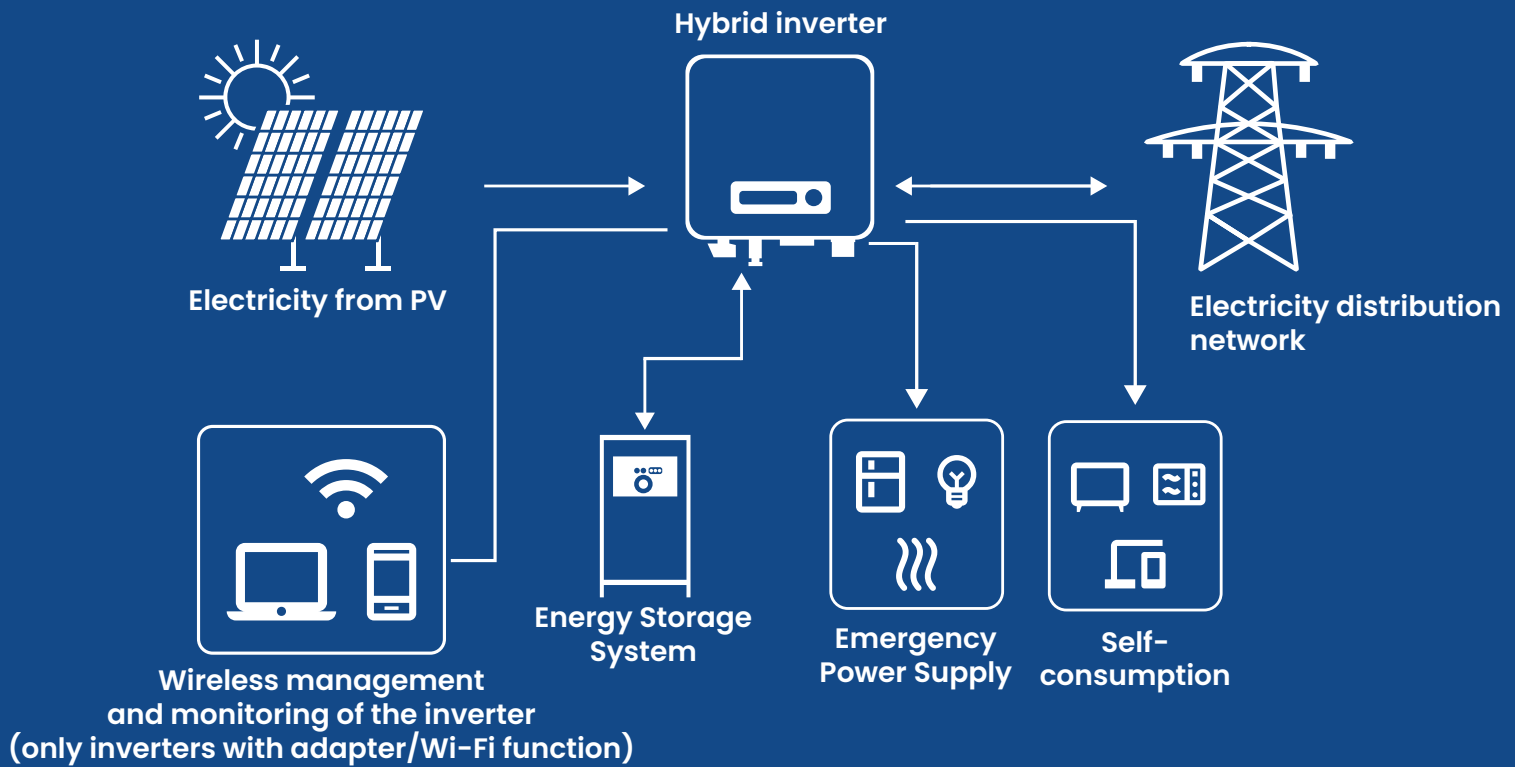 Hybrid inverter
Electricity from PV
Electricity distribution
network
Energy Storage
System
Emergency
Power Supply
Self-
consumption
Wireless management
and monitoring of the inverter
(only inverters with adapter/Wi-Fi function)